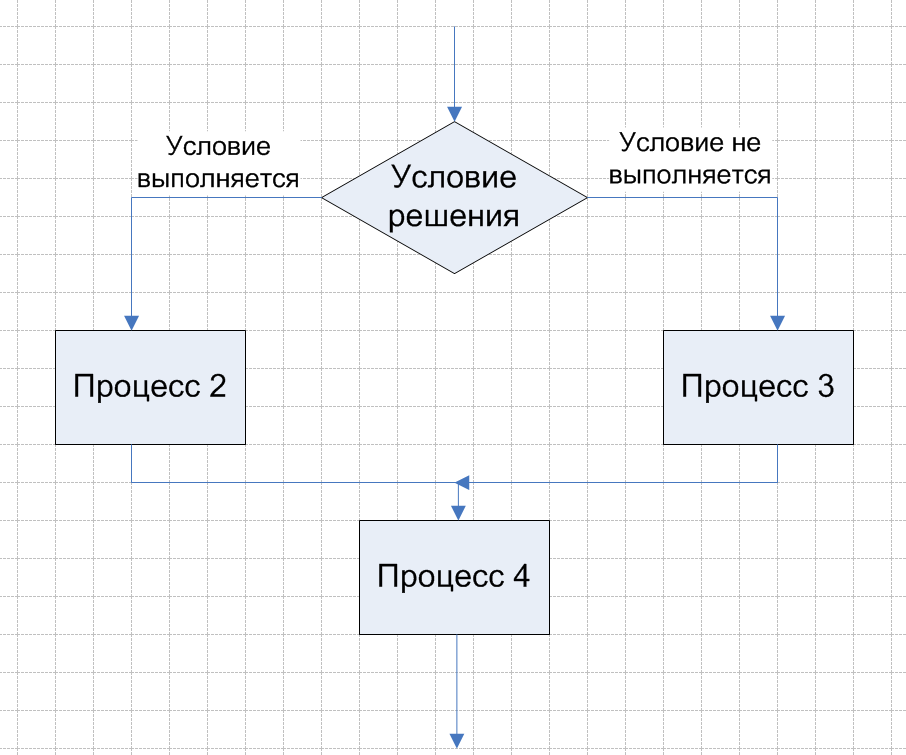 Условие
выполняется
Условие
решения
Условие не
выполняется
Процесс 2
Процесс 3
Процесс 4